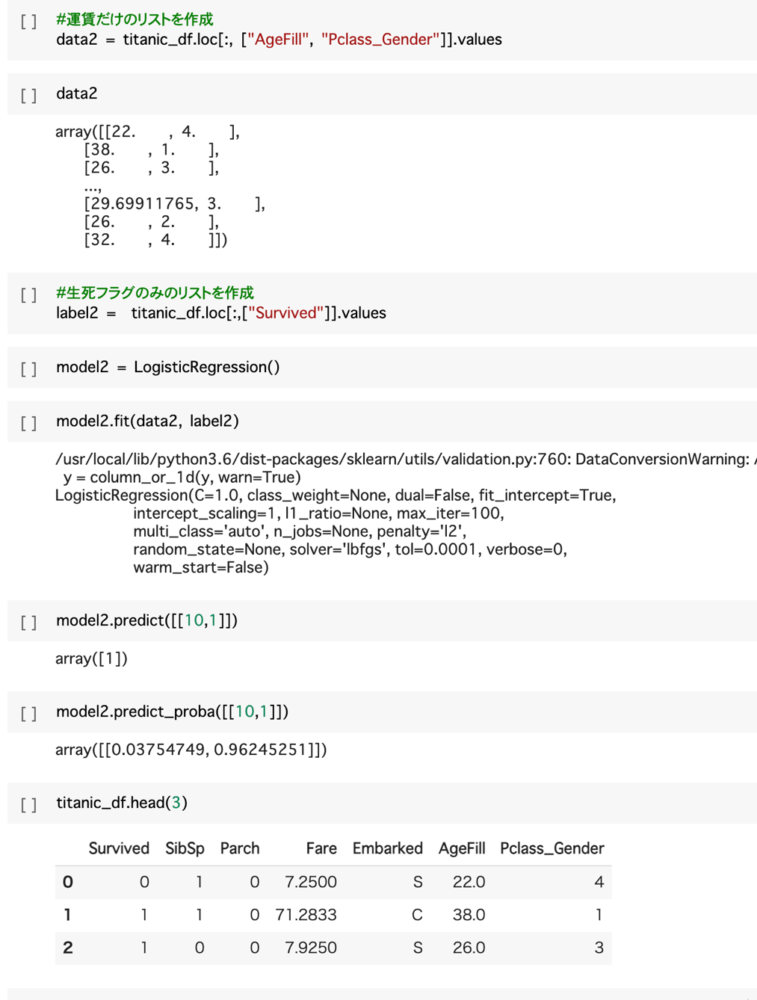 [ ] #運賃だけのリストを作成
data2 = titanic_df.loc[:, ["AgeFill", "Pclass_Gender"]].values
[ ] data2
array([[22. , 4. ],
[38. , 1. ],
[26. , 3. ],
...,
[29.69911765, 3. ],
[26. , 2. ],
[32. , 4. ]])
[ ] #生死フラグのみのリストを作成
label2 = titanic_df.loc[:,["Survived"]].values
[ ] model2 = LogisticRegression()
[ ] model2.fit(data2, label2)
/usr/local/lib/python3.6/dist-packages/sklearn/utils/validation.py:760: DataConversionWarning:
y = column_or_1d(y, warn=True)
LogisticRegression(C=1.0, class_weight=None, dual=False, fit_intercept=True,
intercept_scaling=1, l1_ratio=None, max_iter=100,
multi_class='auto', n_jobs=None, penalty='l2',
random_state=None, solver='lbfgs', tol=0.0001, verbose=0,
warm_start=False)
[ ] model2.predict([[10,1]])
array([1])
[ ] model2.predict_proba([[10,1]])
array([[0.03754749, 0.96245251]])
[ ] titanic_df.head(3)
Survived SibSp Parch Fare Embarked AgeFill Pclass_Gender
0 0 1 0 7.2500 S 22.0 4
1 1 1 0 71.2833 C 38.0 1
2 1 0 0 7.9250 S 26.0 3